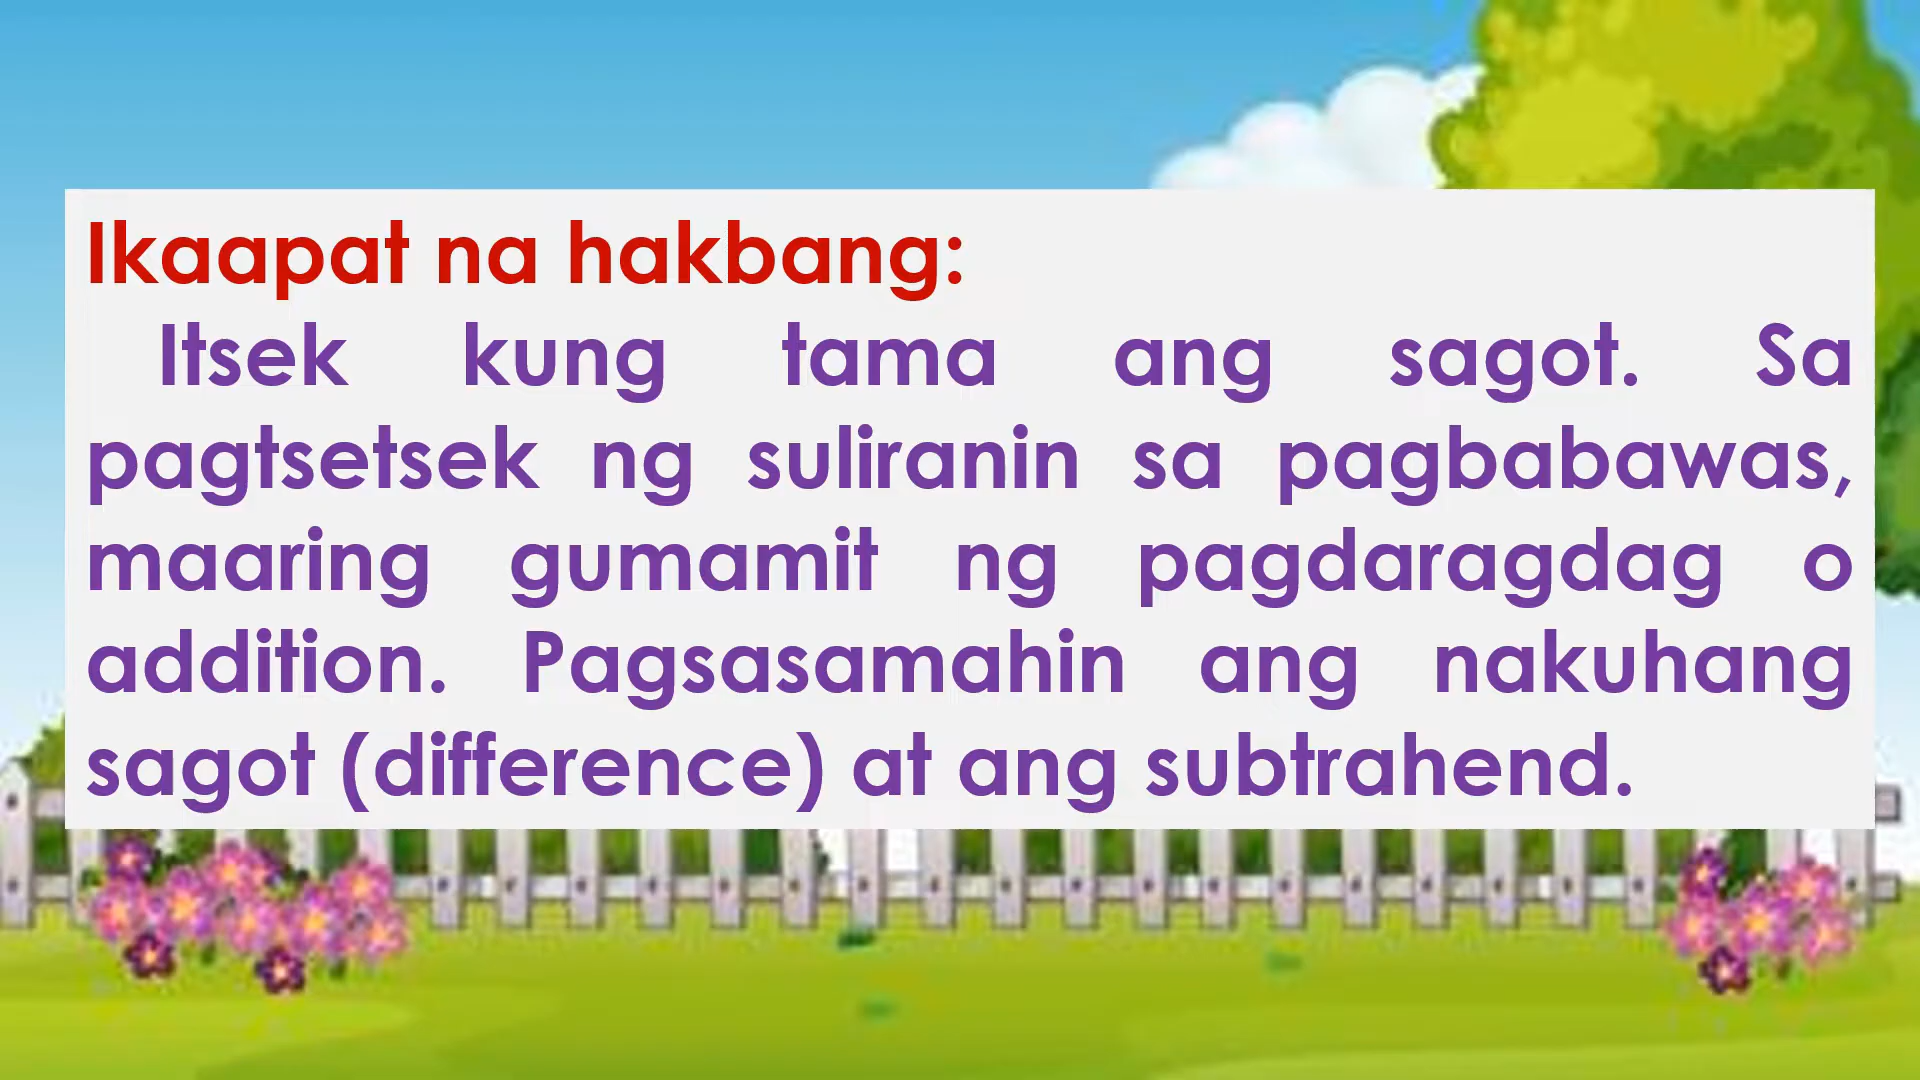 Ikaapat na hakbang:
Itsek kung tama ang sagot. Sa
pagtsetsek ng suliranin sa pagbabawas,
maaring gumamit ng pagdaragdag o
addition. Pagsasamahin ang nakuhang
sagot (difference) at ang subtrahend.